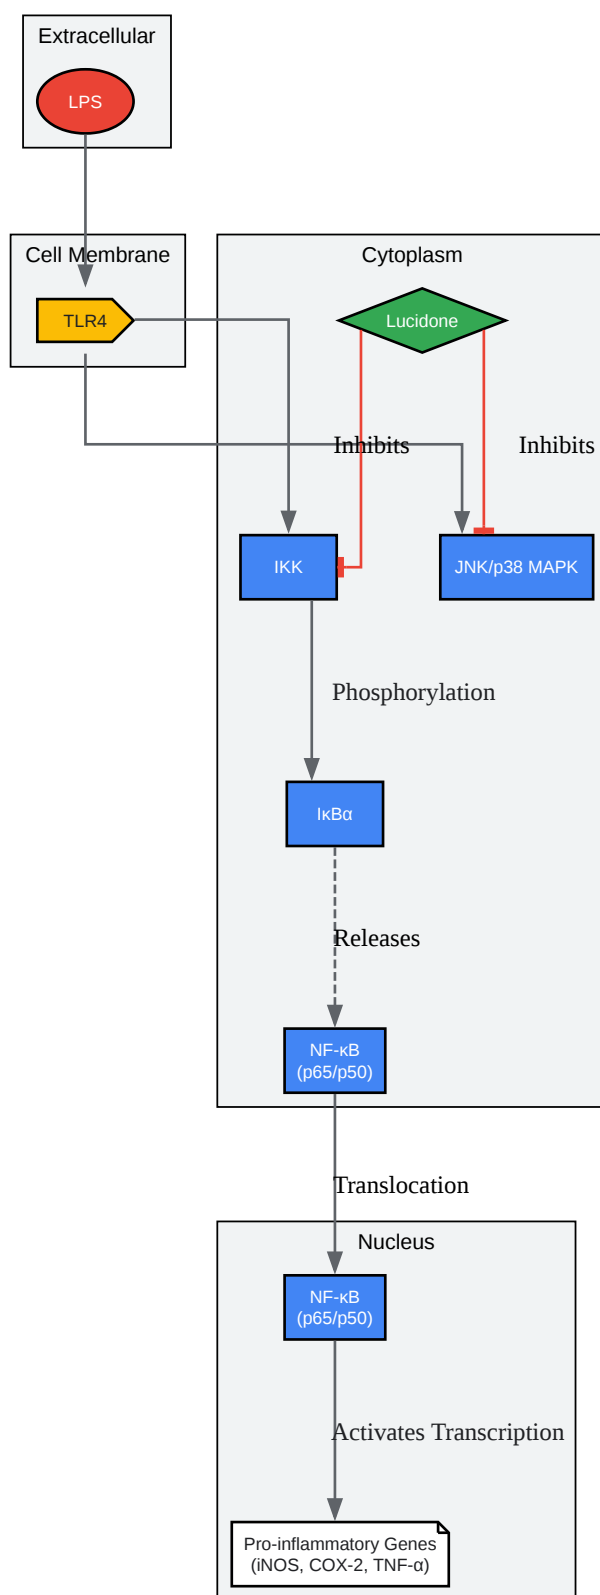 Extracellular
LPS
Cell Membrane
TLR4
Cytoplasm
Lucidone
Inhibits
Inhibits
IKK
JNK/p38 MAPK
Phosphorylation
IκBα
Releases
NF-κB
(p65/p50)
Translocation
Nucleus
NF-κB
(p65/p50)
Activates Transcription
Pro-inflammatory Genes
(iNOS, COX-2, TNF-α)